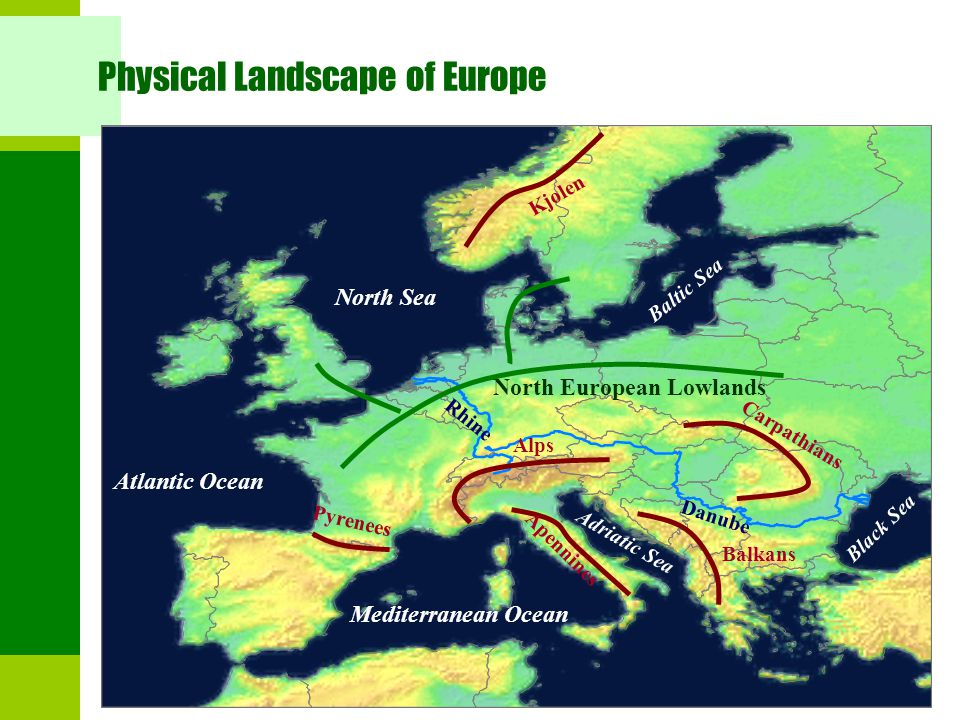 Physical Landscape of Europe
Kjolen
Baltic Sea
North Sea
North European Lowlands
Rhine
Carpathians
Alps
Atlantic Ocean
Pyrenees
Apennines
Adriatic Sea
Danube
Black Sea
Balkans
Mediterranean Ocean